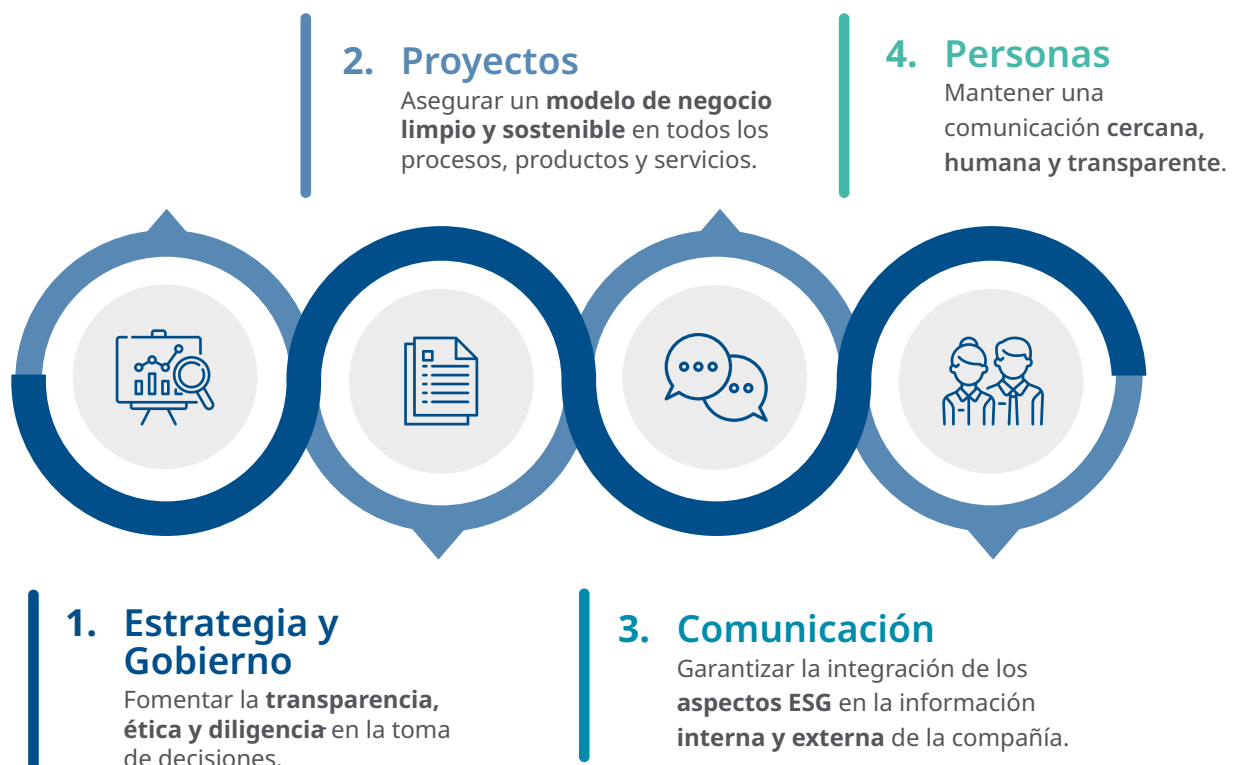 2. Proyectos
Asegurar un modelo de negocio
limpio y sostenible en todos los
procesos, productos y servicios.
4. Personas
Mantener una
comunicación cercana,
humana y transparente.
1. Estrategia y
Gobierno
Fomentar la transparencia,
ética y diligencia en la toma
de decisiones.
3. Comunicación
Garantizar la integración de los
aspectos ESG en la información
interna y externa de la compañía.